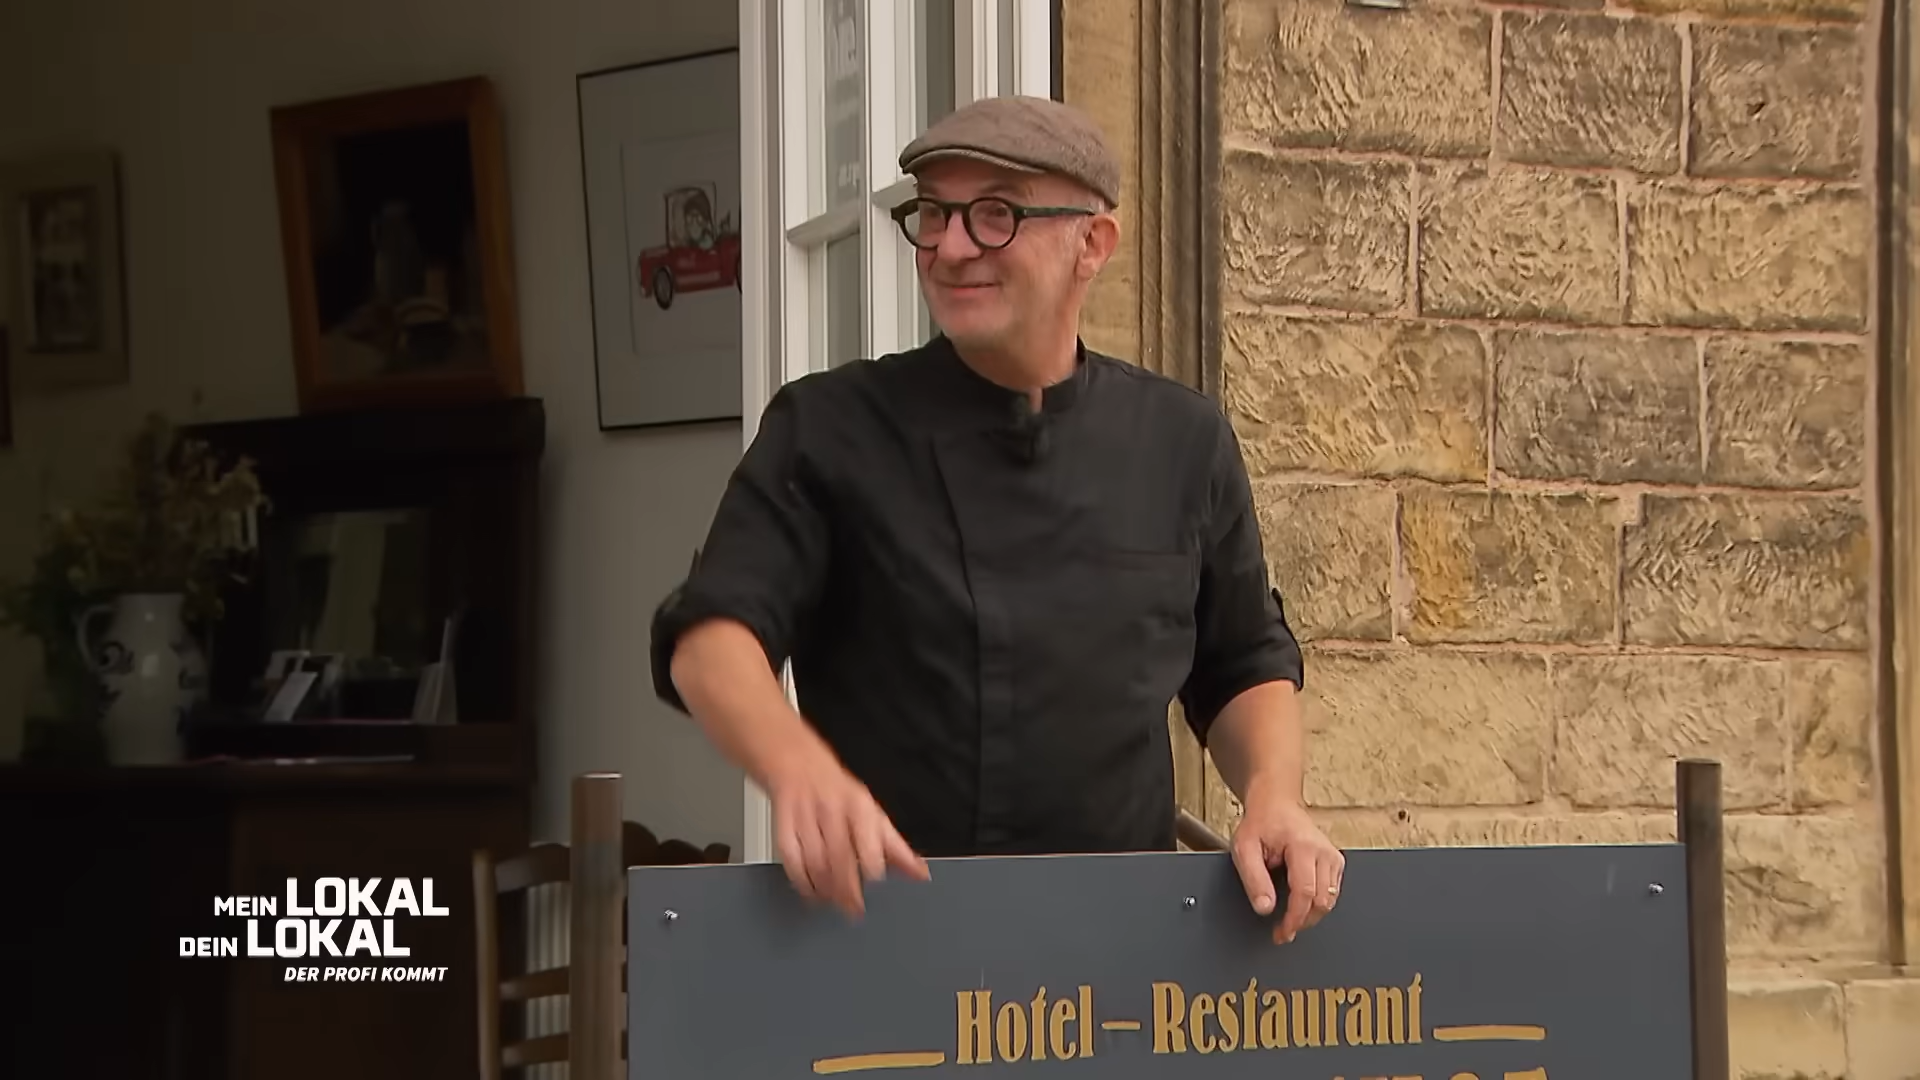 MEIN LOKAL
DEIN LOKAL
DER PROFI KOMMT
Hotel – Restaurant